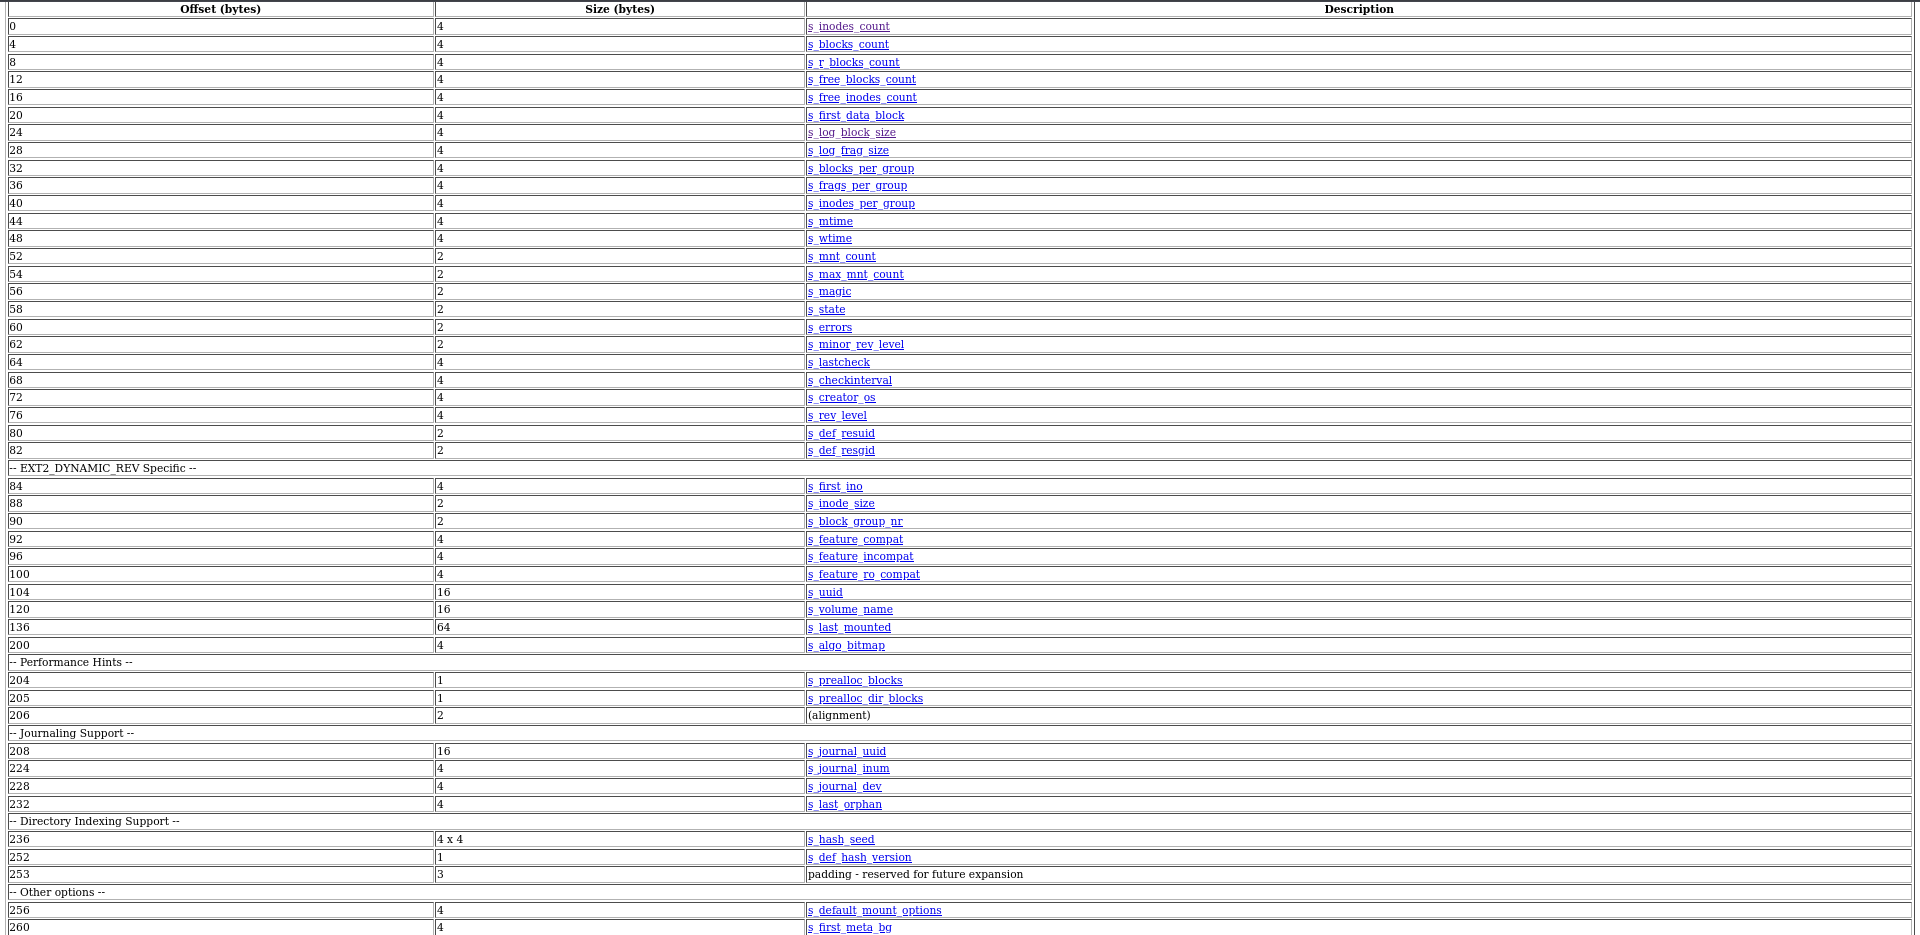 Offset (bytes) Size (bytes) Description
0 4 s_inodes_count
4 4 s_blocks_count
8 4 s_r_blocks_count
12 4 s_free_blocks_count
16 4 s_free_inodes_count
20 4 s_first_data_block
24 4 s_log_block_size
28 4 s_log_frag_size
32 4 s_blocks_per_group
36 4 s_frags_per_group
40 4 s_inodes_per_group
44 4 s_mtime
48 4 s_wtime
52 2 s_mnt_count
54 2 s_max_mnt_count
56 2 s_magic
58 2 s_state
60 2 s_errors
62 2 s_minor_rev_level
64 4 s_lastcheck
68 4 s_checkinterval
72 4 s_creator_os
76 4 s_rev_level
80 2 s_def_resuid
82 2 s_def_resgid
-- EXT2_DYNAMIC_REV Specific --
84 4 s_first_ino
88 2 s_inode_size
90 2 s_block_group_nr
92 4 s_feature_compat
96 4 s_feature_incompat
100 4 s_feature_ro_compat
104 16 s_uuid
120 16 s_volume_name
136 64 s_last_mounted
200 4 s_algo_bitmap
-- Performance Hints --
204 1 s_prealloc_blocks
205 1 s_prealloc_dir_blocks
206 2 (alignment)
-- Journaling Support --
208 16 s_journal_uuid
224 4 s_journal_inum
228 4 s_journal_dev
232 4 s_last_orphan
-- Directory Indexing Support --
236 4 x 4 s_hash_seed
252 1 s_def_hash_version
253 3 padding - reserved for future expansion
-- Other options --
256 4 s_default_mount_options
260 4 s_first_meta_bg